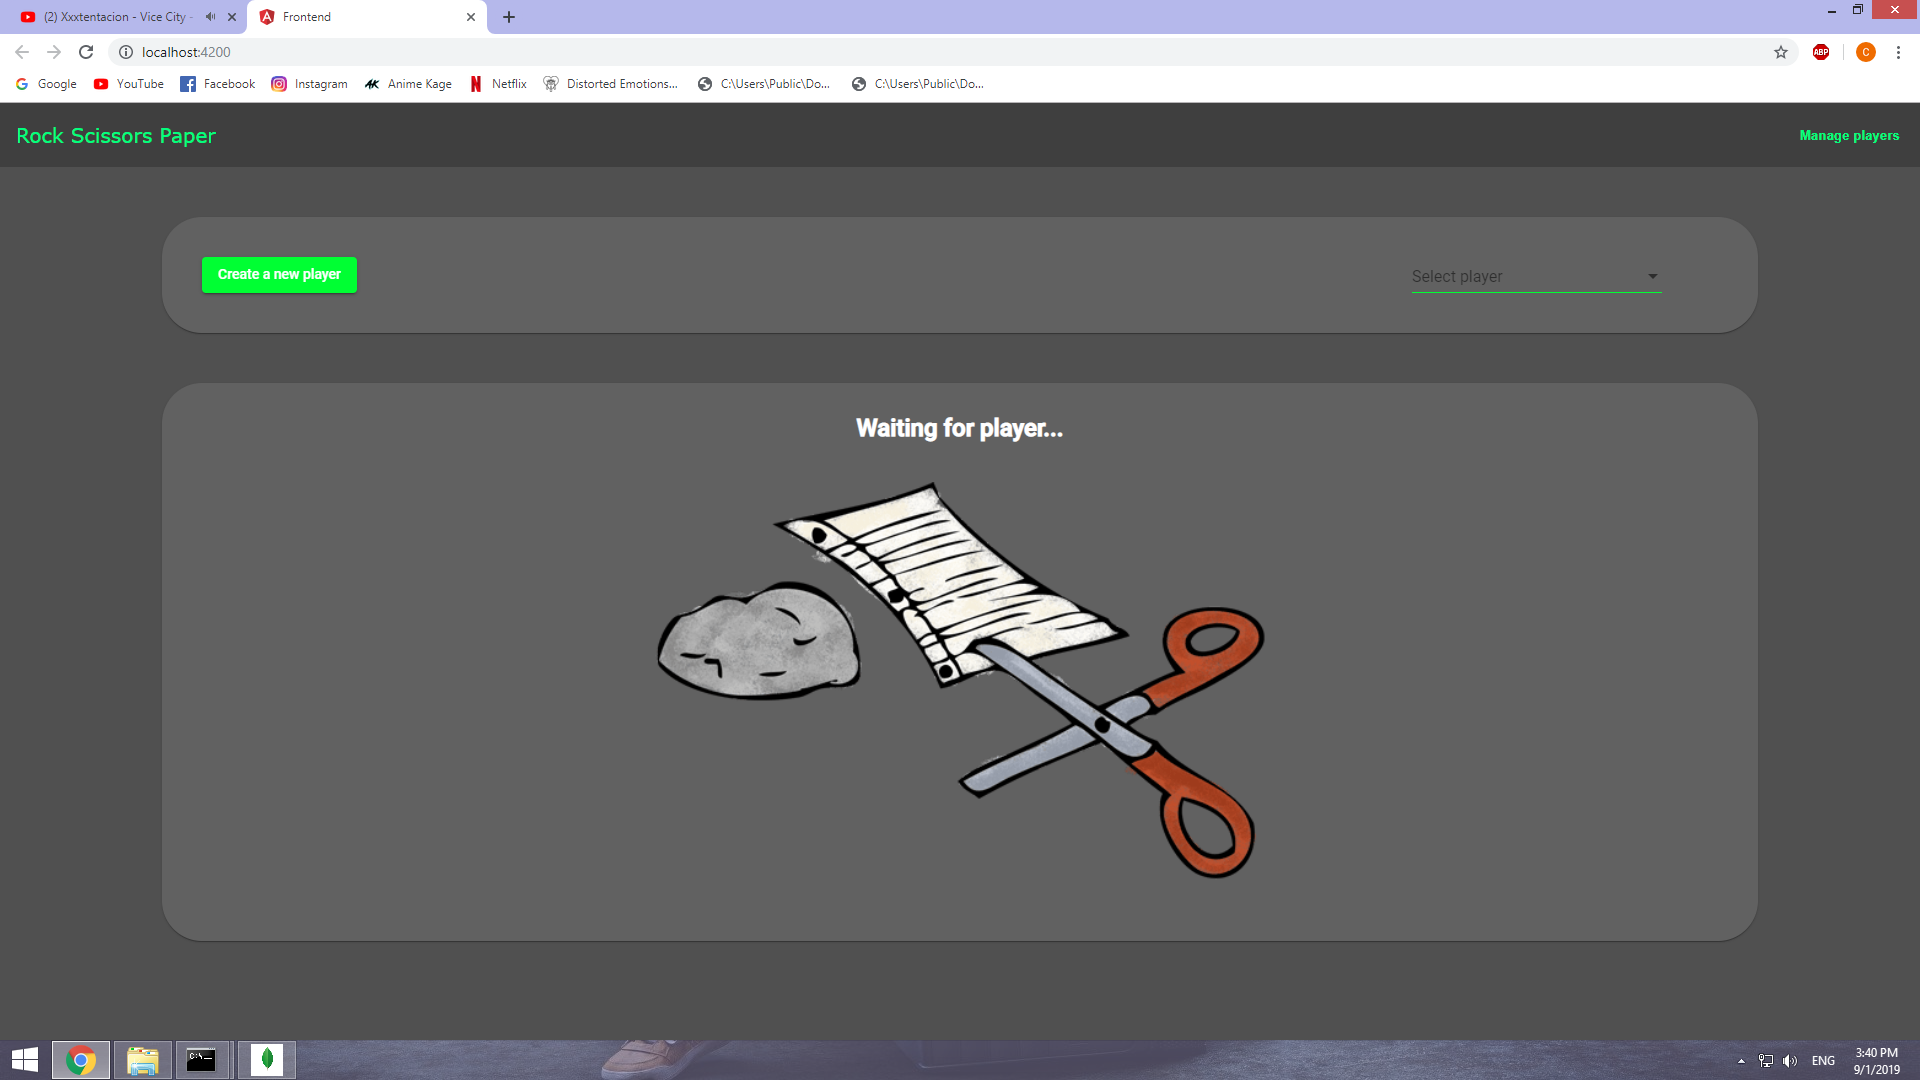 (2) Xxxtentacion - Vice City -
Frontend
localhost:4200
ABP
C
Google
YouTube
Facebook
Instagram
Anime Kage
Netflix
Distorted Emotions...
C:\Users\Public\Do...
C:\Users\Public\Do...
Rock Scissors Paper
Manage players
Create a new player
Select player
Waiting for player...
C:\_
ENG
3:40 PM
9/1/2019